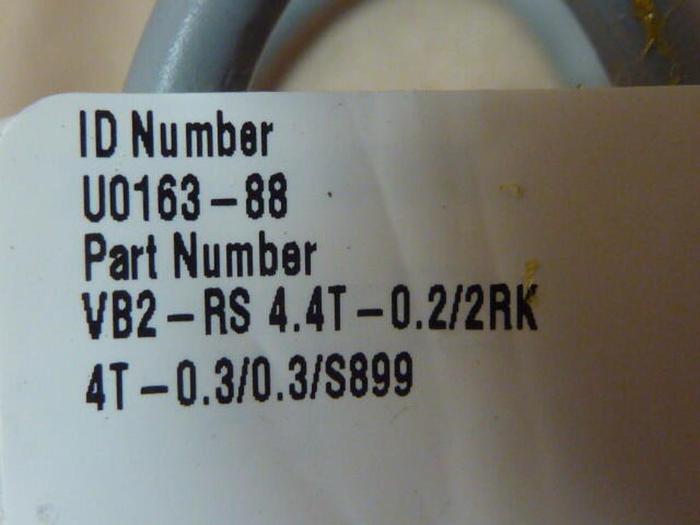 ID Number
U0163-88
Part Number
VB2-RS 4.4T-0.2/2RK
4T-0.3/0.3/S899